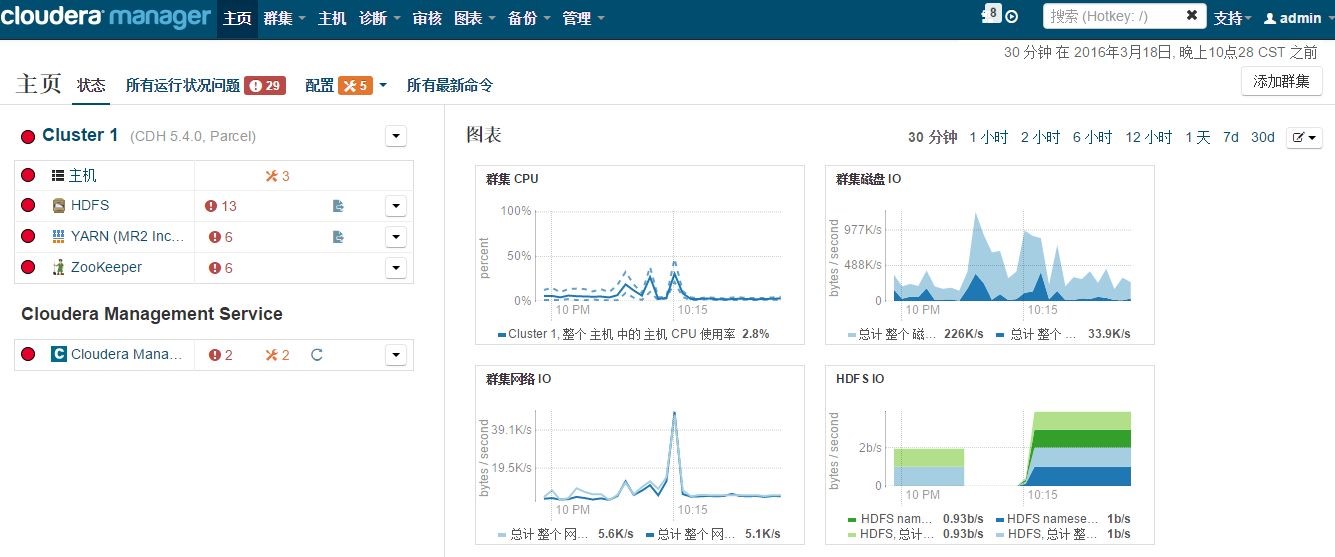 cloudera manager 主页 群集 主机 诊断 审核 图表 备份 管理 8 搜索 (Hotkey: /) 支持 admin
30 分钟 在 2016年3月18日, 晚上10点28 CST 之前
主页 状态 所有运行状况问题 29 配置 5 所有最新命令 添加群集
Cluster 1 (CDH 5.4.0, Parcel)
主机 3
HDFS 13
YARN (MR2 Inc... 6
ZooKeeper 6
Cloudera Management Service
C Cloudera Mana... 2 2
图表 30 分钟 1 小时 2 小时 6 小时 12 小时 1 天 7d 30d
群集 CPU
percent
100%
50%
0%
10 PM 10:15
Cluster 1, 整个 主机 中的 主机 CPU 使用率 2.8%
群集磁盘 IO
bytes / second
977K/s
488K/s
0
10 PM 10:15
总计 整个 磁... 226K/s 总计 整个 ... 33.9K/s
群集网络 IO
bytes / second
39.1K/s
19.5K/s
10 PM 10:15
总计 整个 网... 5.6K/s 总计 整个 网... 5.1K/s
HDFS IO
bytes / second
2b/s
0
10 PM 10:15
HDFS nam... 0.93b/s HDFS namese... 1b/s
HDFS, 总计... 0.93b/s HDFS, 总计 ... 1b/s